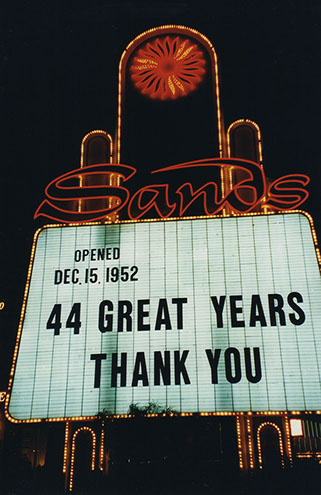 Sands
OPENED
DEC. 15, 1952
44 GREAT YEARS
THANK YOU